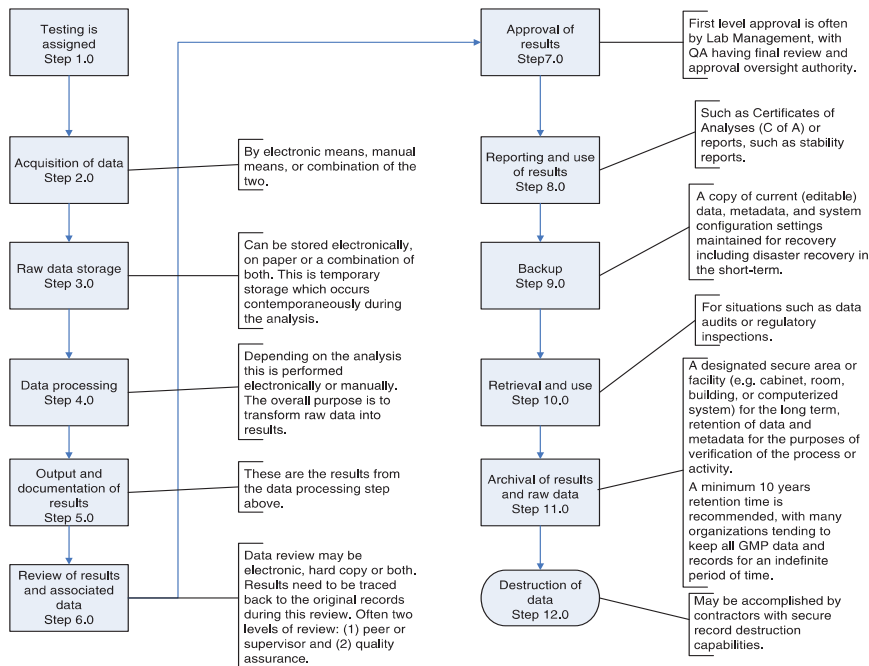 Testing is
assigned
Step 1.0
Acquisition of data
Step 2.0
By electronic means, manual
means, or combination of the
two.
Raw data storage
Step 3.0
Can be stored electronically,
on paper or a combination of
both. This is temporary
storage which occurs
contemporaneously during
the analysis.
Data processing
Step 4.0
Depending on the analysis
this is performed
electronically or manually.
The overall purpose is to
transform raw data into
results.
Output and
documentation of
results
Step 5.0
These are the results from
the data processing step
above.
Review of results
and associated
data
Step 6.0
Data review may be
electronic, hard copy or both.
Results need to be traced
back to the original records
during this review. Often two
levels of review: (1) peer or
supervisor and (2) quality
assurance.
Approval of
results
Step7.0
First level approval is often
by Lab Management, with
QA having final review and
approval oversight authority.
Reporting and use
of results
Step 8.0
Such as Certificates of
Analyses (C of A) or
reports, such as stability
reports.
Backup
Step 9.0
A copy of current (editable)
data, metadata, and system
configuration settings
maintained for recovery
including disaster recovery in
the short-term.
Retrieval and use
Step 10.0
For situations such as data
audits or regulatory
inspections.
Archival of results
and raw data
Step 11.0
A designated secure area or
facility (e.g. cabinet, room,
building, or computerized
system) for the long term,
retention of data and
metadata for the purposes of
verification of the process or
activity.
A minimum 10 years
retention time is
recommended, with many
organizations tending to
keep all GMP data and
records for an indefinite
period of time.
Destruction of
data
Step 12.0
May be accomplished by
contractors with secure
record destruction
capabilities.